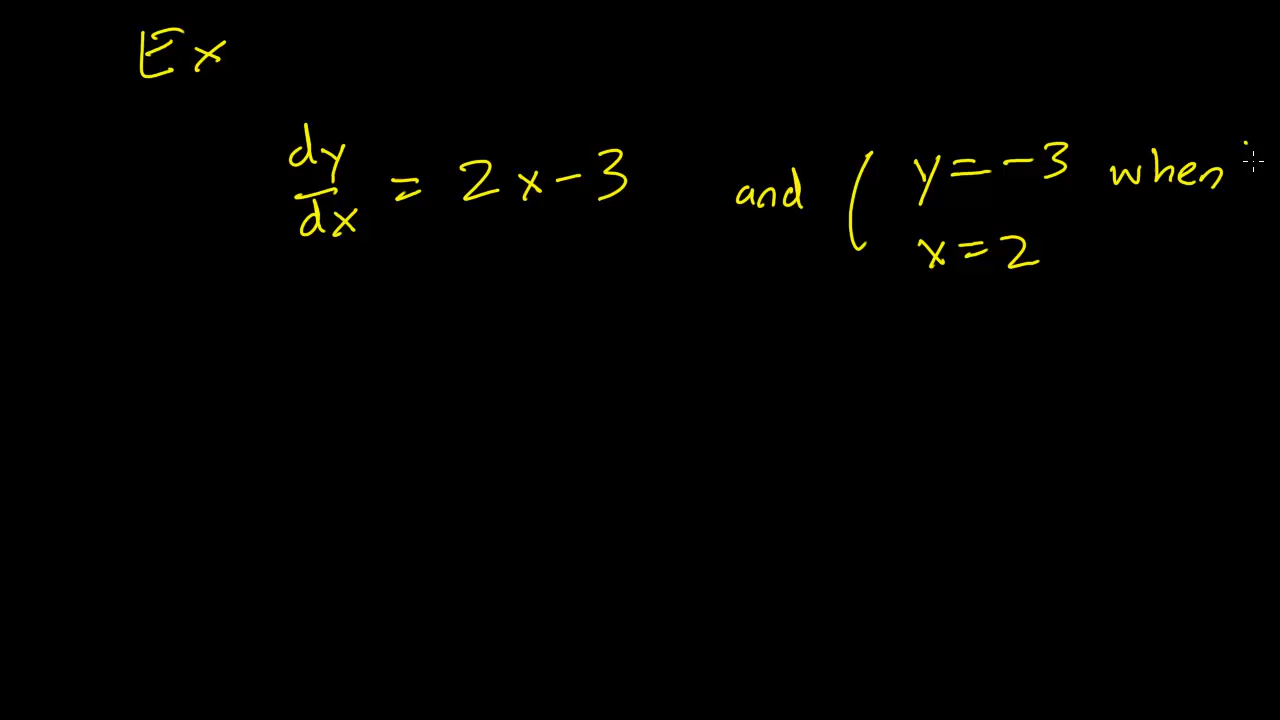 Ex
dy/dx = 2x-3 and ( y=-3 when
x=2